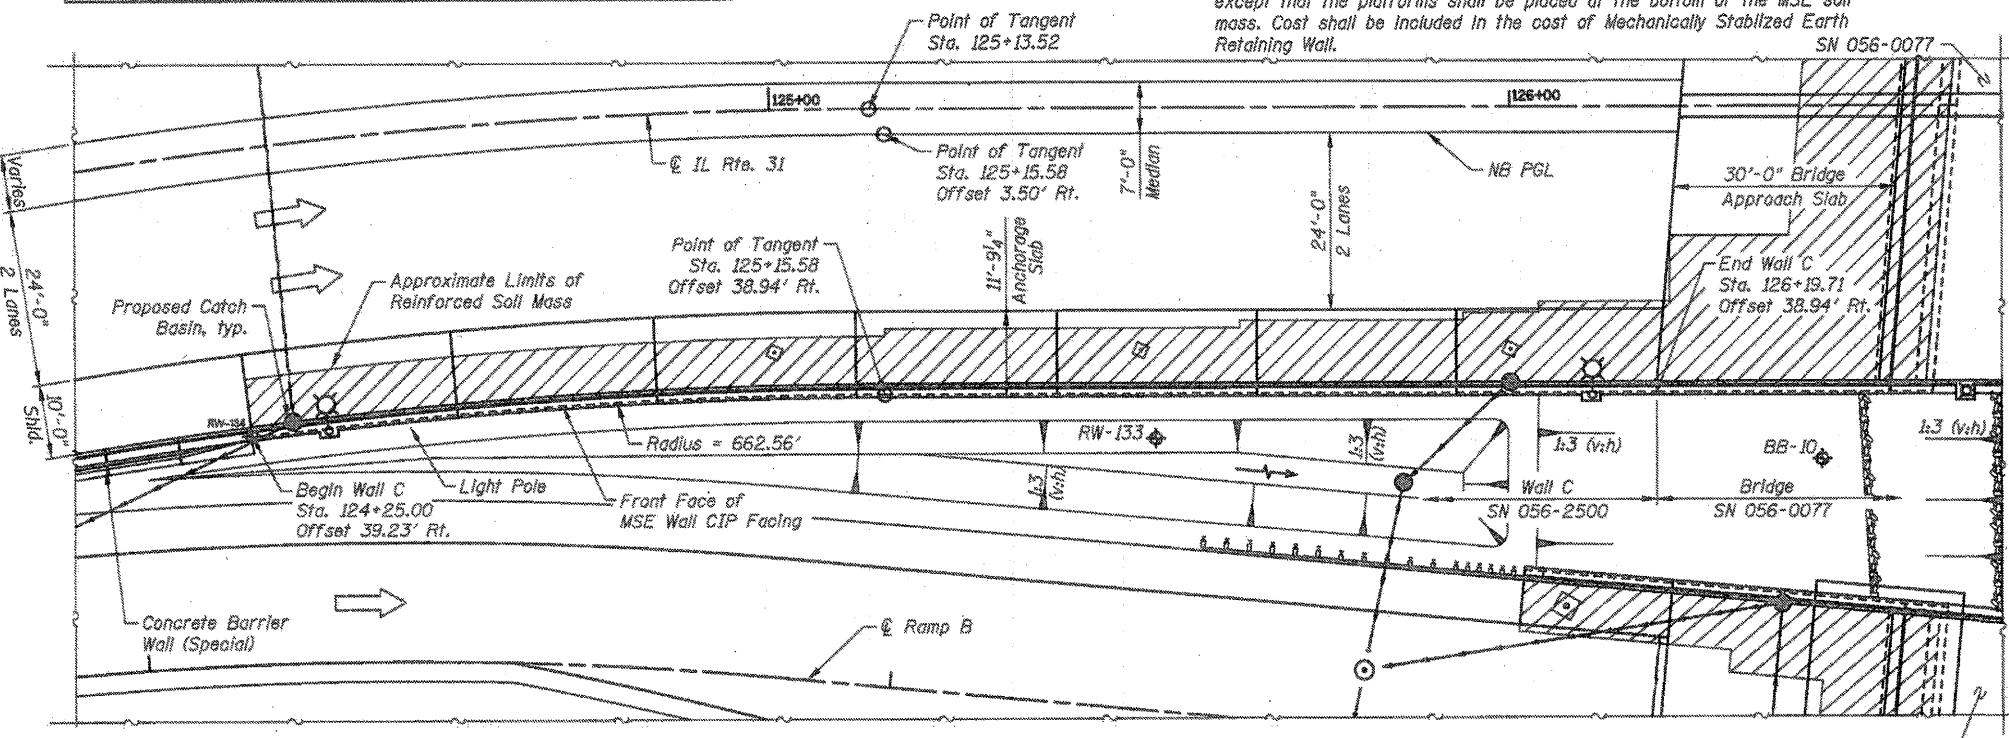 except that the platforms shall be placed at the bottom of the MSE soil
mass. Cost shall be included in the cost of Mechanically Stabilized Earth
Retaining Wall.
SN 056-0077
Point of Tangent
Sta. 125+13.52
125+00
126+00
℄ IL Rte. 31
Point of Tangent
Sta. 125+15.58
Offset 3.50' Rt.
7'-0"
Median
NB PGL
30'-0" Bridge
Approach Slab
Varies
24'-0"
2 Lanes
10'-0"
Shld.
Point of Tangent
Sta. 125+15.58
Offset 38.94' Rt.
11'-9¼"
Anchorage
Slab
24'-0"
2 Lanes
End Wall C
Sta. 126+19.71
Offset 38.94' Rt.
Approximate Limits of
Reinforced Soil Mass
Proposed Catch
Basin, typ.
RW-134
Radius = 662.56'
RW-133
1:3
(v:h)
1:3 (v:h)
BB-10
1:3 (v:h)
Begin Wall C
Sta. 124+25.00
Offset 39.23' Rt.
Light Pole
Front Face of
MSE Wall CIP Facing
1:3
(v:h)
Wall C
SN 056-2500
Bridge
SN 056-0077
Concrete Barrier
Wall (Special)
℄ Ramp B